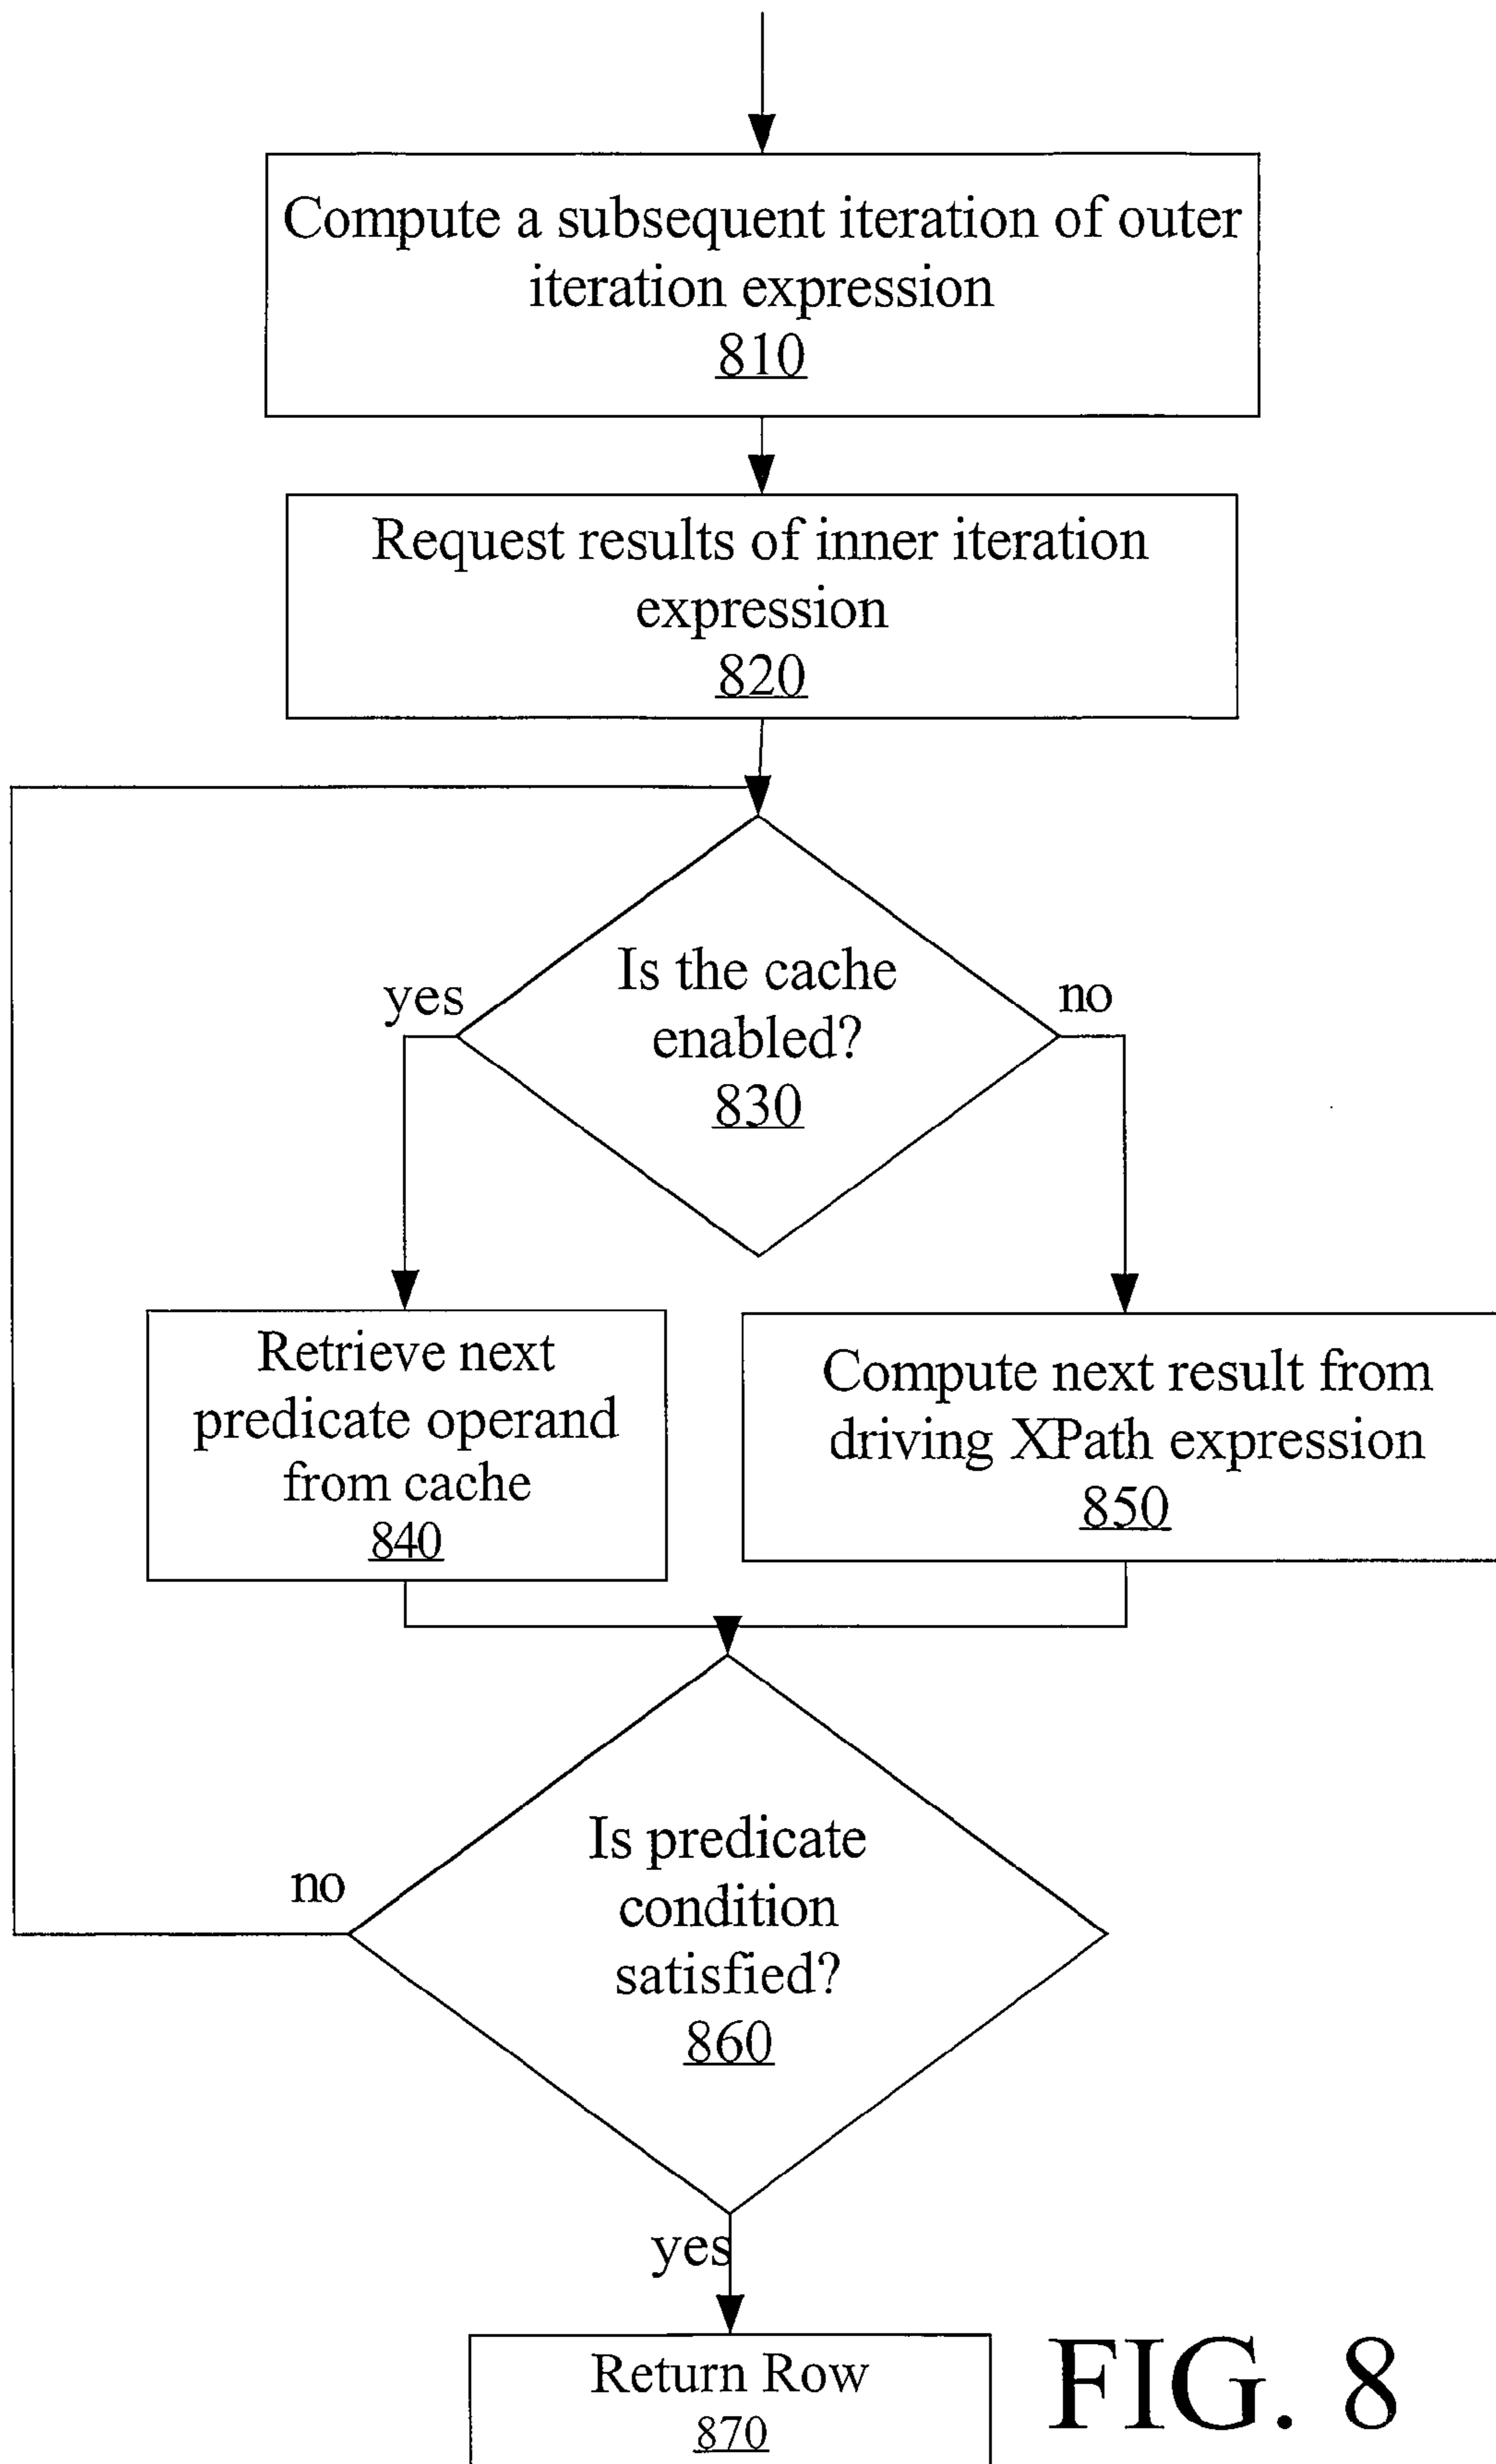 Compute a subsequent iteration of outer
iteration expression
810
Request results of inner iteration
expression
820
Is the cache
enabled?
830
yes
no
Retrieve next
predicate operand
from cache
840
Compute next result from
driving XPath expression
850
Is predicate
condition
satisfied?
860
no
yes
Return Row
870
FIG. 8